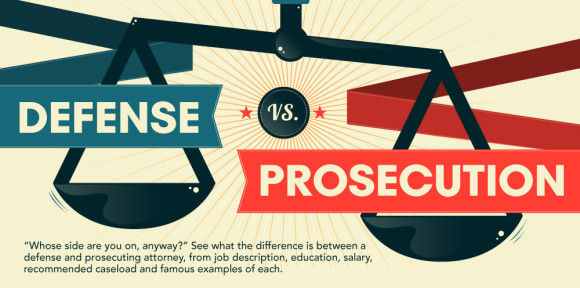 DEFENSE
VS.
PROSECUTION
“Whose side are you on, anyway?” See what the difference is between a
defense and prosecuting attorney, from job description, education, salary,
recommended caseload and famous examples of each.